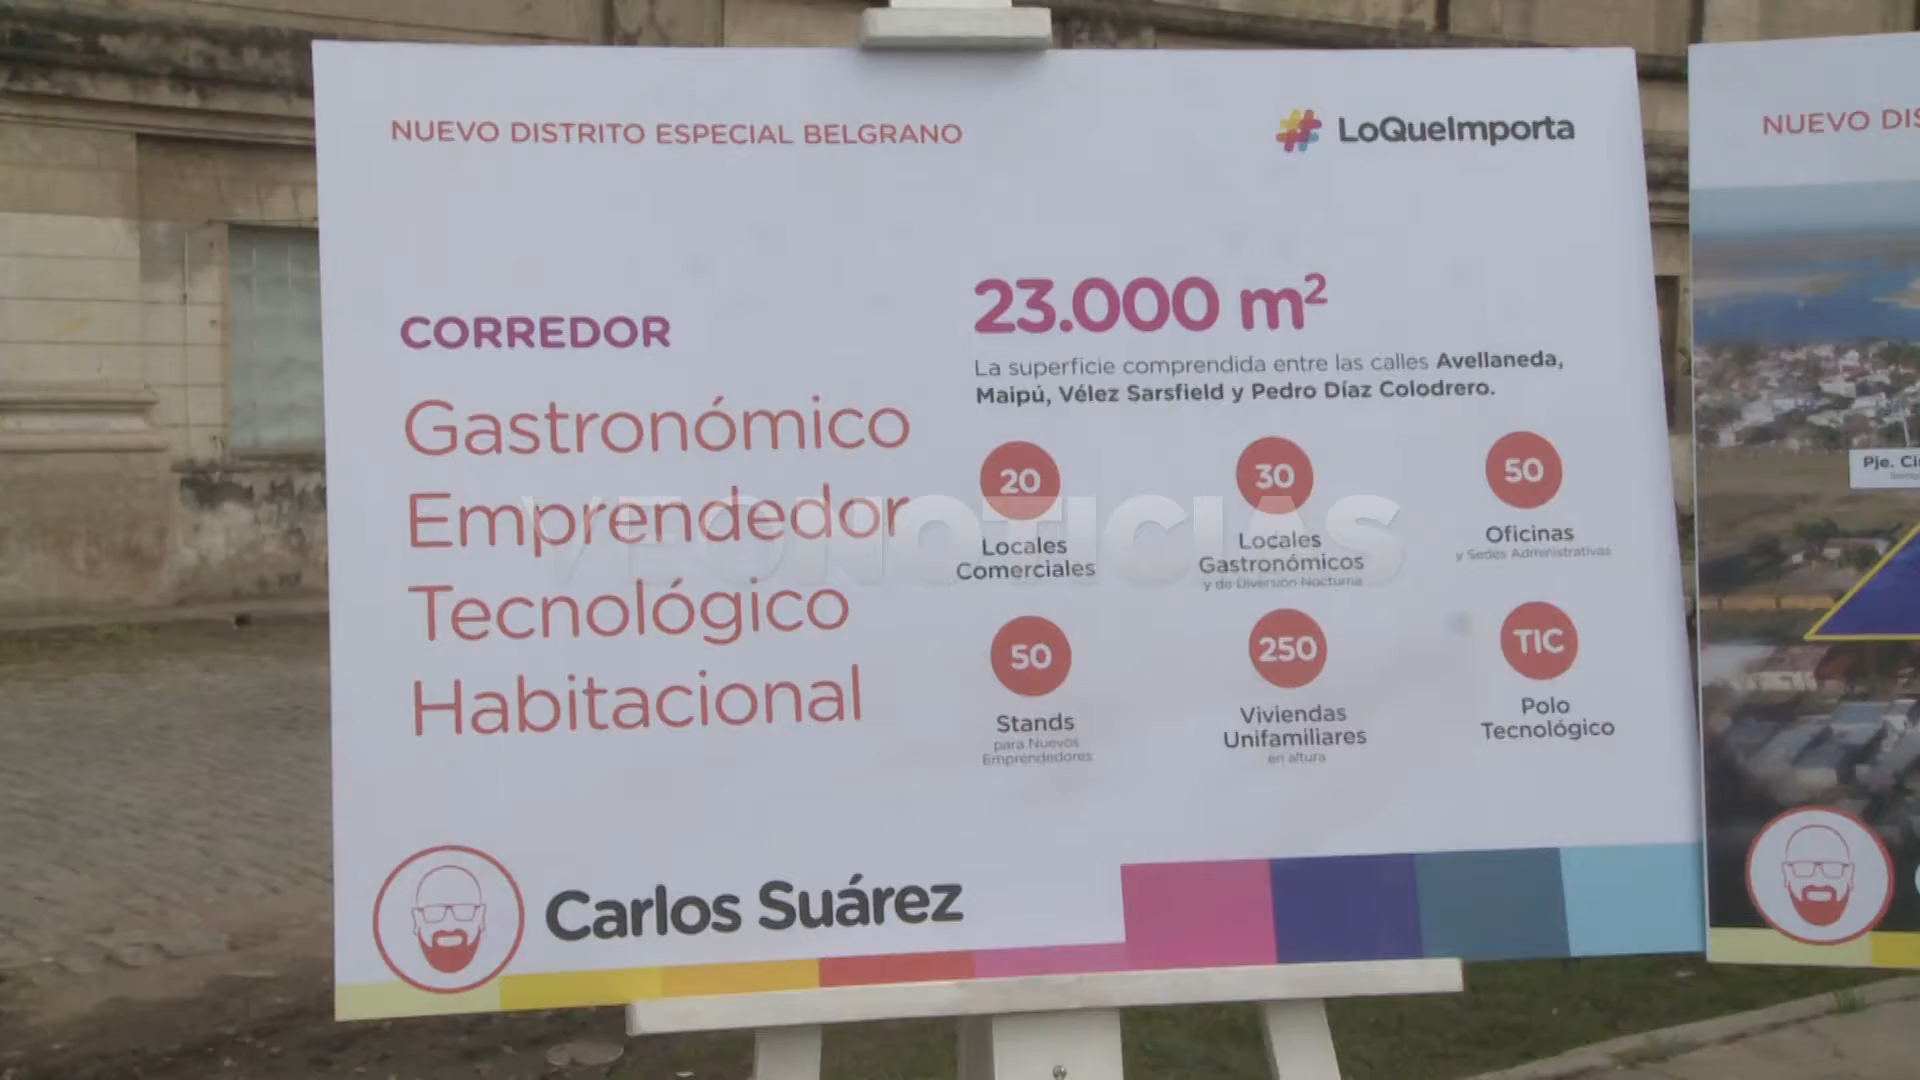 NUEVO DISTRITO ESPECIAL BELGRANO
LoQueImporta
CORREDOR
Gastronómico
Emprendedor
Tecnológico
Habitacional
23.000 m²
La superficie comprendida entre las calles Avellaneda,
Maipú, Vélez Sarsfield y Pedro Díaz Colodrero.
20
Locales
Comerciales
30
Locales
Gastronómicos
y de Diversión Nocturna
50
Oficinas
y Sedes Administrativas
50
Stands
para Nuevos
Emprendedores
250
Viviendas
Unifamiliares
en altura
TIC
Polo
Tecnológico
Carlos Suárez
VEONOTICIAS
NUEVO
Pje.